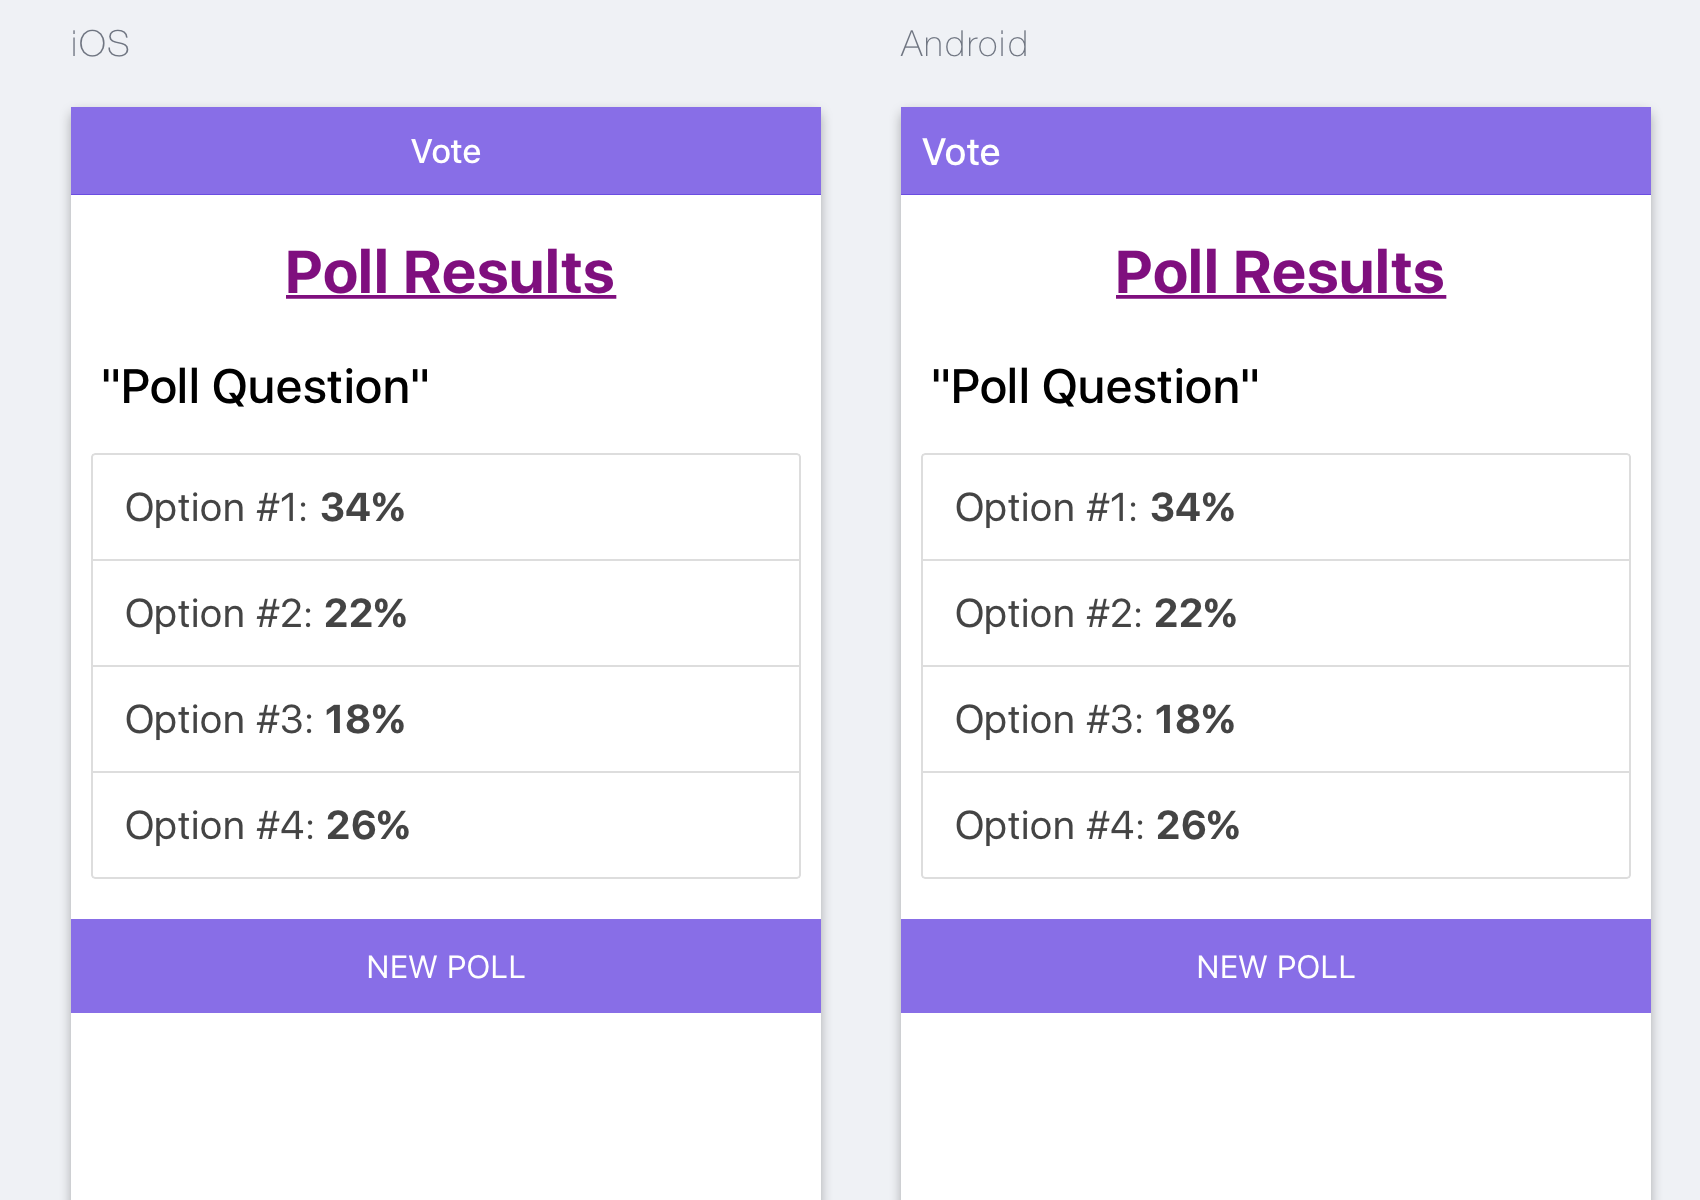 iOS
Vote
Poll Results
"Poll Question"
Option #1: 34%
Option #2: 22%
Option #3: 18%
Option #4: 26%
NEW POLL
Android
Vote
Poll Results
"Poll Question"
Option #1: 34%
Option #2: 22%
Option #3: 18%
Option #4: 26%
NEW POLL